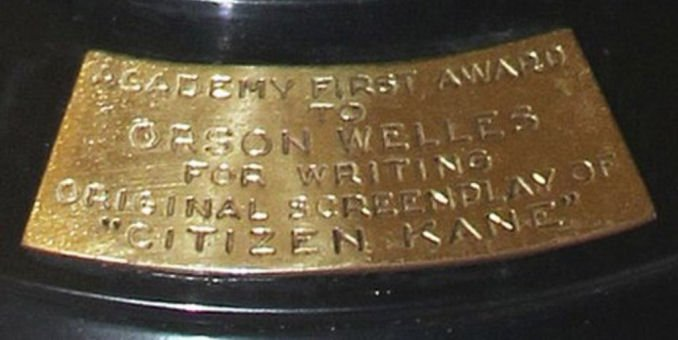 ACADEMY FIRST AWARD
TO
ORSON WELLES
FOR WRITING
ORIGINAL SCREENPLAY OF
"CITIZEN KANE"